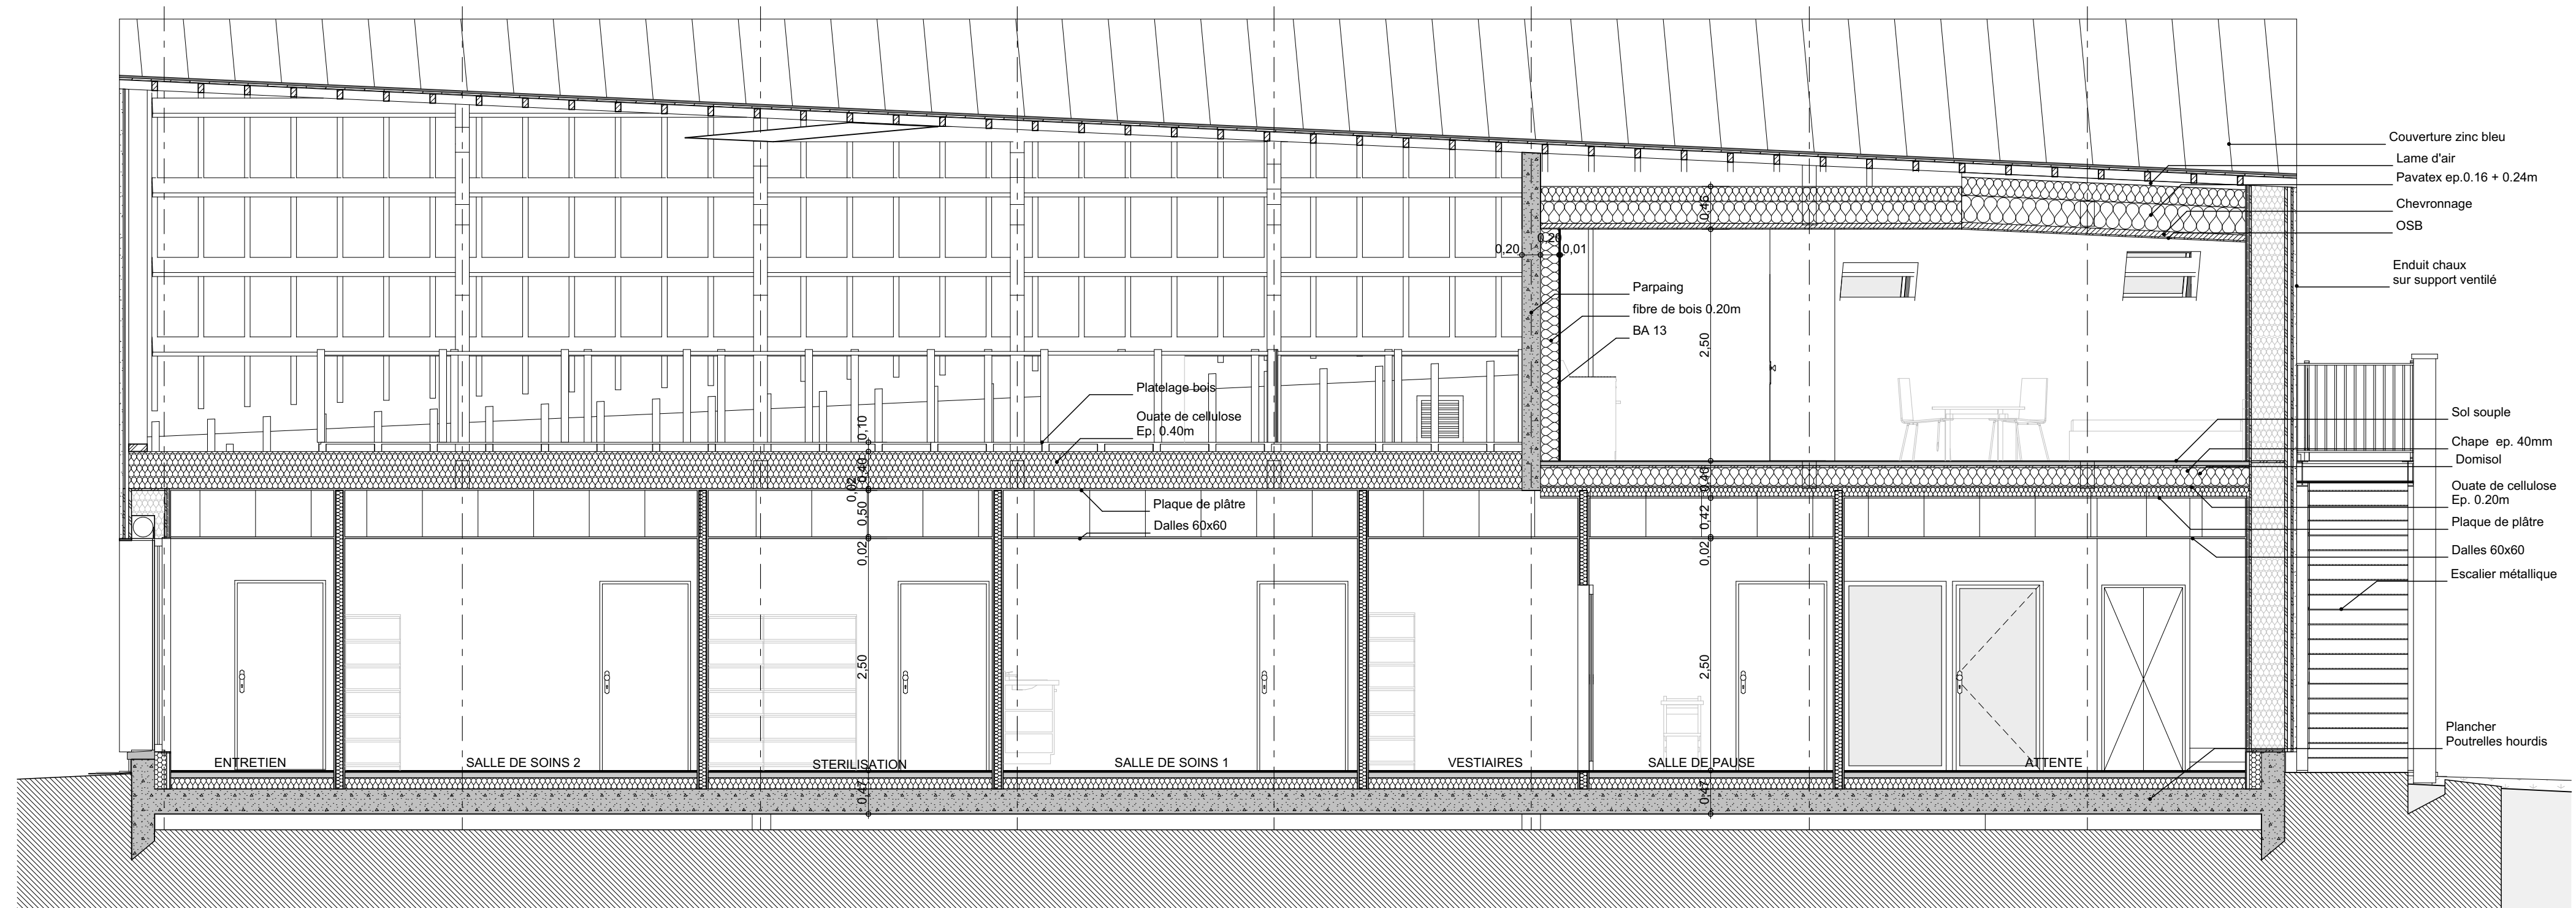 Couverture zinc bleu
Lame d'air
Pavatex ep.0.16 + 0.24m
Chevronnage
OSB
Enduit chaux
sur support ventilé
0,46
0,20
0,20
0,01
Parpaing
fibre de bois 0.20m
BA 13
2,50
Platelage bois
Ouate de cellulose
Ep. 0.40m
0,10
0,40
0,02
0,50
0,02
Plaque de plâtre
Dalles 60x60
0,40
0,42
0,02
Sol souple
Chape ep. 40mm
Domisol
Ouate de cellulose
Ep. 0.20m
Plaque de plâtre
Dalles 60x60
Escalier métallique
2,50
2,50
Plancher
Poutrelles hourdis
ENTRETIEN
SALLE DE SOINS 2
STERILISATION
SALLE DE SOINS 1
VESTIAIRES
SALLE DE PAUSE
ATTENTE
0,47
0,47